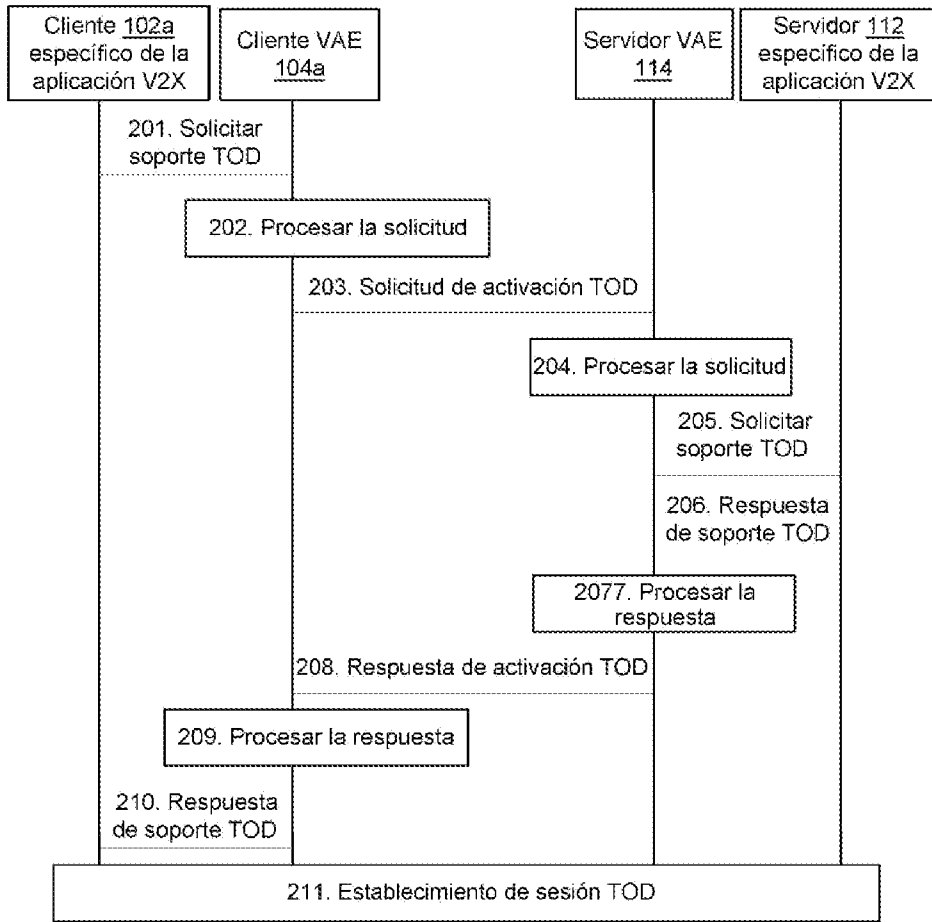 Cliente 102a
específico de la
aplicación V2X
Cliente VAE
104a
Servidor VAE
114
Servidor 112
específico de la
aplicación V2X
201. Solicitar
soporte TOD
202. Procesar la solicitud
203. Solicitud de activación TOD
204. Procesar la solicitud
205. Solicitar
soporte TOD
206. Respuesta
de soporte TOD
2077. Procesar la
respuesta
208. Respuesta de activación TOD
209. Procesar la respuesta
210. Respuesta
de soporte TOD
211. Establecimiento de sesión TOD